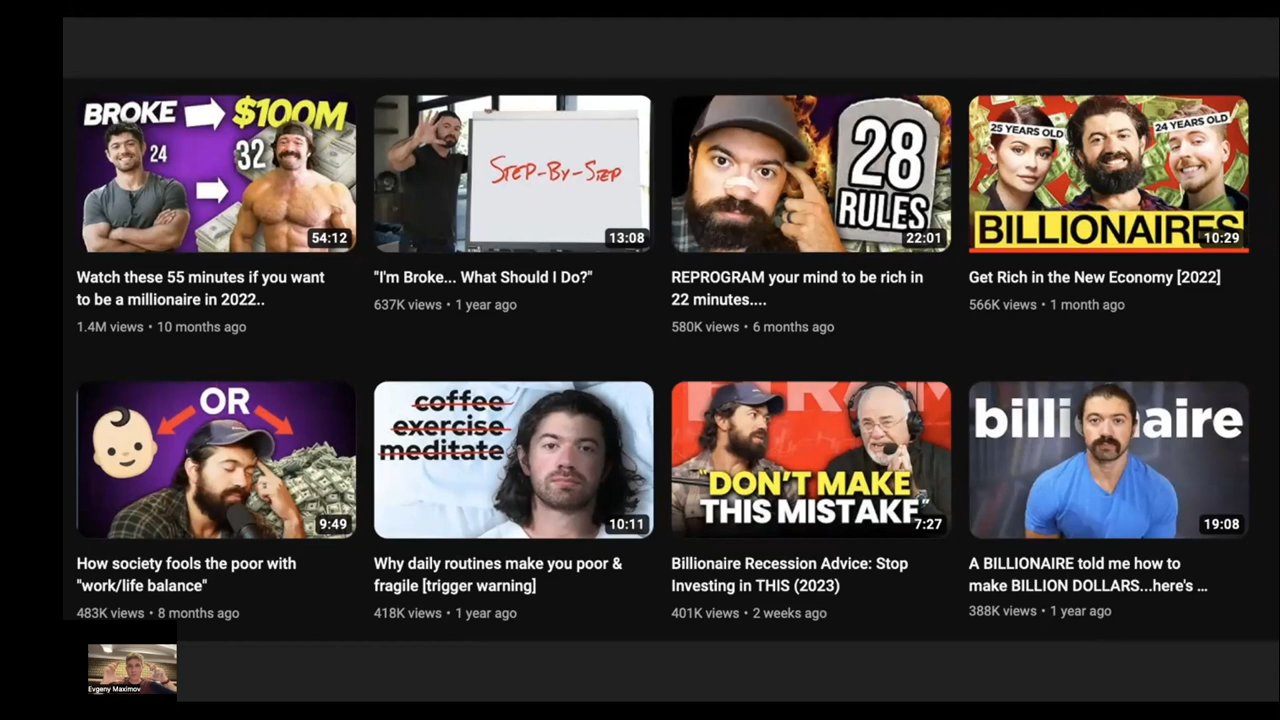 BROKE $100M
24 32
54:12
STEP-BY-STEP
13:08
28
RULES
22:01
25 YEARS OLD 24 YEARS OLD
BILLIONAIRES
10:29
Watch these 55 minutes if you want
to be a millionaire in 2022..
1.4M views • 10 months ago
"I'm Broke... What Should I Do?"
637K views • 1 year ago
REPROGRAM your mind to be rich in
22 minutes....
580K views • 6 months ago
Get Rich in the New Economy [2022]
566K views • 1 month ago
OR
9:49
coffee
exercise
meditate
10:11
"DON'T MAKE
THIS MISTAKE"
7:27
billi aire
19:08
How society fools the poor with
"work/life balance"
483K views • 8 months ago
Why daily routines make you poor &
fragile [trigger warning]
418K views • 1 year ago
Billionaire Recession Advice: Stop
Investing in THIS (2023)
401K views • 2 weeks ago
A BILLIONAIRE told me how to
make BILLION DOLLARS...here's ...
388K views • 1 year ago
Evgeny Maximov